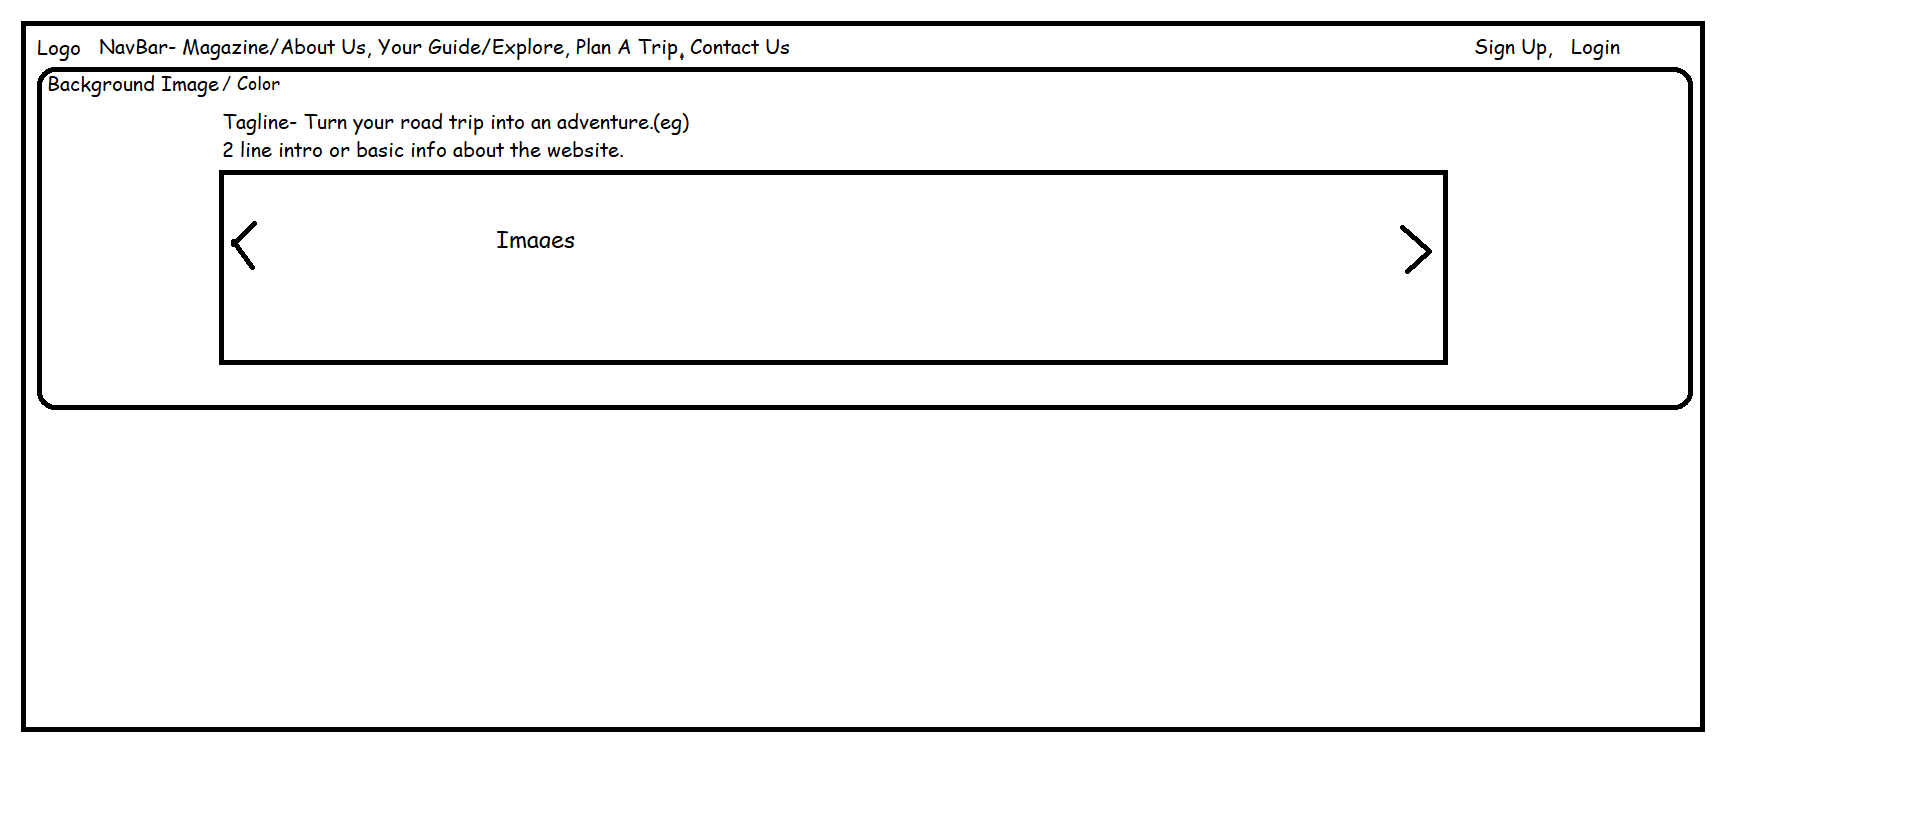 Logo NavBar- Magazine/About Us, Your Guide/Explore, Plan A Trip, Contact Us Sign Up, Login
Background Image/ Color
Tagline- Turn your road trip into an adventure.(eg)
2 line intro or basic info about the website.
Images